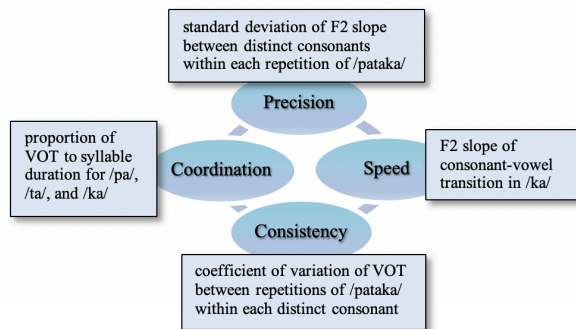 standard deviation of F2 slope
between distinct consonants
within each repetition of /pataka/
Precision
proportion of
VOT to syllable
duration for /pa/,
/ta/, and /ka/
Coordination
Speed
F2 slope of
consonant-vowel
transition in /ka/
Consistency
coefficient of variation of VOT
between repetitions of /pataka/
within each distinct consonant